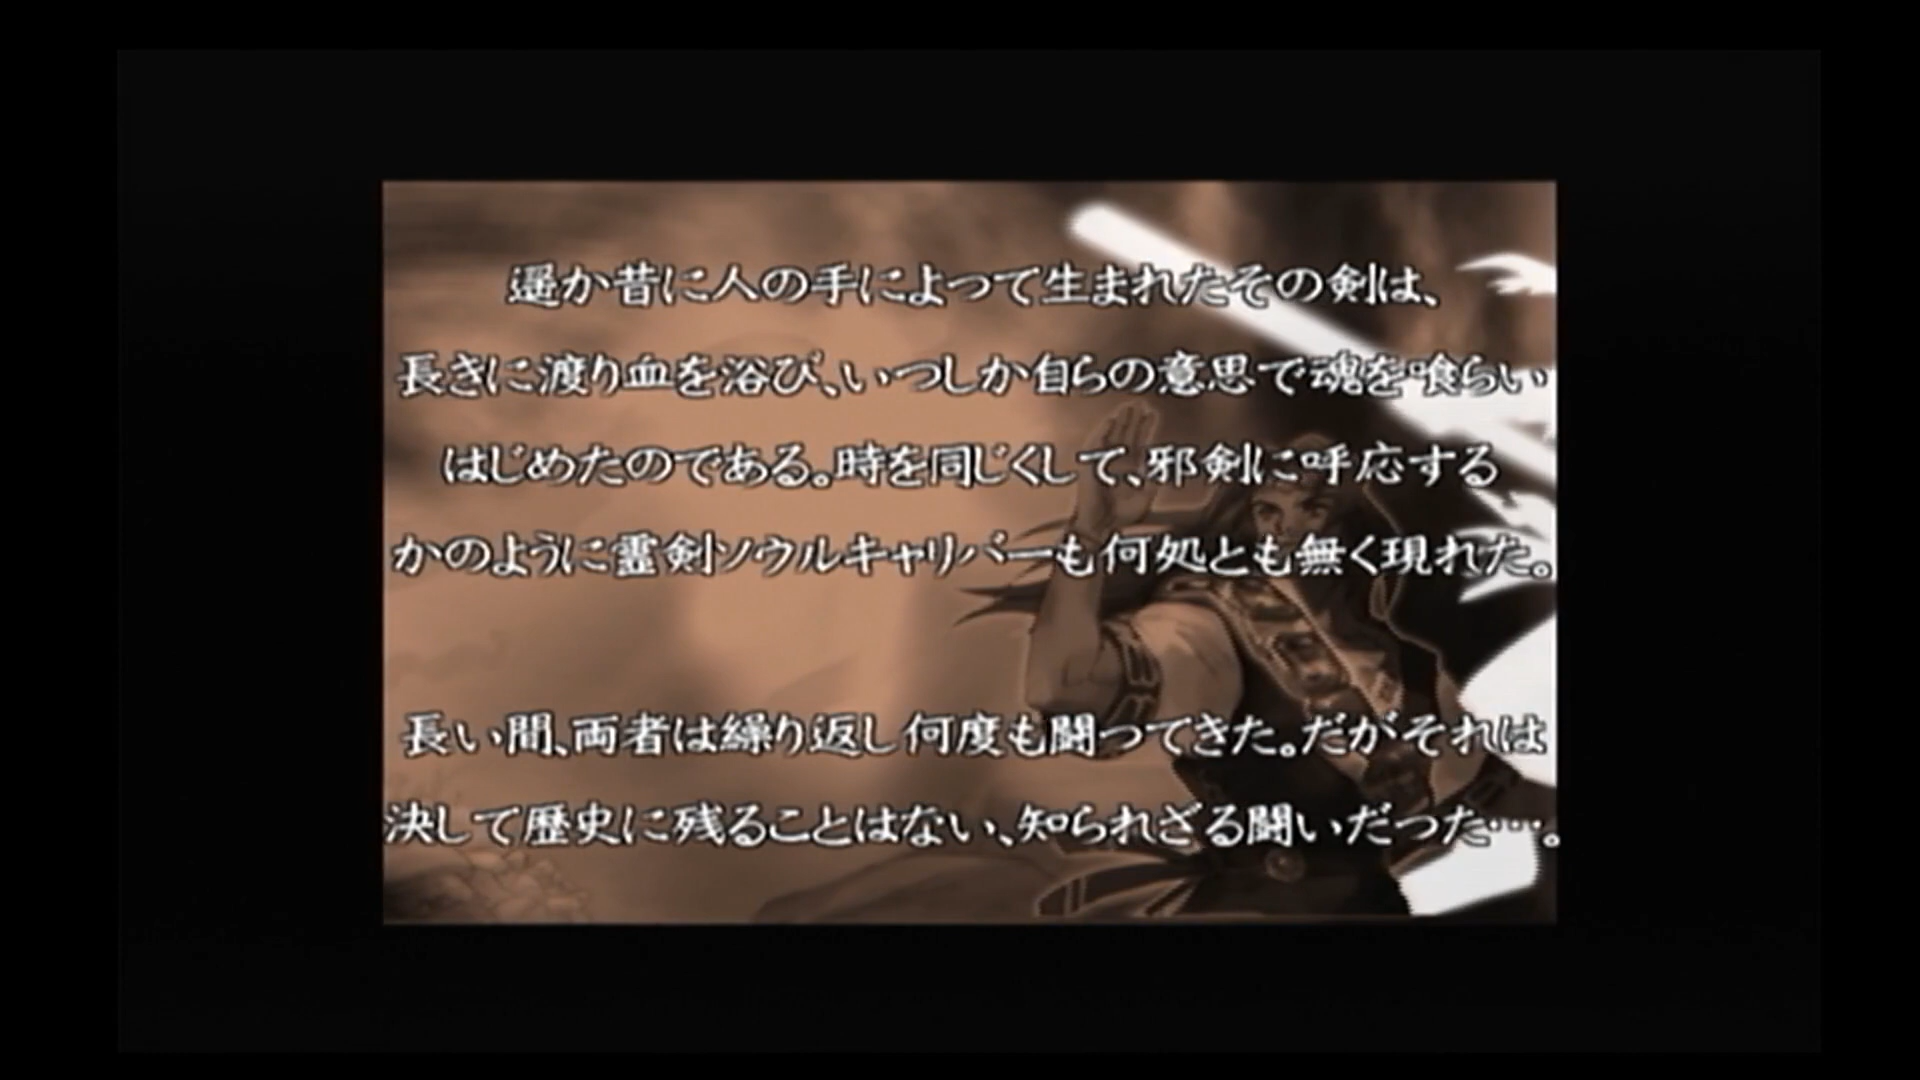 遥か昔に人の手によって生まれたその剣は、
長きに渡り血を浴び、いつしか自らの意思で魂を喰らい
はじめたのである。時を同じくして、邪剣に呼応する
かのように霊剣ソウルキャリバーも何処とも無く現れた。
長い間、両者は繰り返し何度も闘ってきた。だがそれは
決して歴史に残ることはない、知られざる闘いだった…。